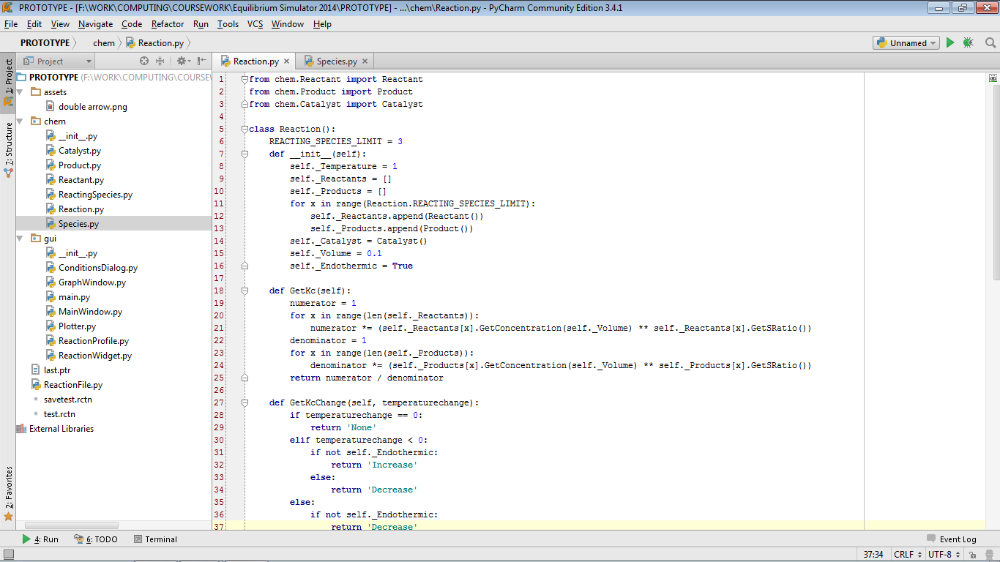 PROTOTYPE - [F:\WORK\COMPUTING\COURSEWORK\Equilibrium Simulator 2014\PROTOTYPE] - ...\chem\Reaction.py - PyCharm Community Edition 3.4.1
File Edit View Navigate Code Refactor Run Tools VCS Window Help
PROTOTYPE chem Reaction.py Unnamed
1: Project
7: Structure
2: Favorites
Project
PROTOTYPE (F:\WORK\COMPUTING\COURSEW
assets
double arrow.png
chem
__init__.py
Catalyst.py
Product.py
Reactant.py
ReactingSpecies.py
Reaction.py
Species.py
gui
__init__.py
ConditionsDialog.py
GraphWindow.py
main.py
MainWindow.py
Plotter.py
ReactionProfile.py
ReactionWidget.py
last.ptr
ReactionFile.py
savetest.rctn
test.rctn
External Libraries
Reaction.py Species.py
1 from chem.Reactant import Reactant
2 from chem.Product import Product
3 from chem.Catalyst import Catalyst
4
5 class Reaction():
6     REACTING_SPECIES_LIMIT = 3
7     def __init__(self):
8         self._Temperature = 1
9         self._Reactants = []
10         self._Products = []
11         for x in range(Reaction.REACTING_SPECIES_LIMIT):
12             self._Reactants.append(Reactant())
13             self._Products.append(Product())
14         self._Catalyst = Catalyst()
15         self._Volume = 0.1
16         self._Endothermic = True
17
18     def GetKc(self):
19         numerator = 1
20         for x in range(len(self._Reactants)):
21             numerator *= (self._Reactants[x].GetConcentration(self._Volume) ** self._Reactants[x].GetSRatio())
22         denominator = 1
23         for x in range(len(self._Products)):
24             denominator *= (self._Products[x].GetConcentration(self._Volume) ** self._Products[x].GetSRatio())
25         return numerator / denominator
26
27     def GetKcChange(self, temperaturechange):
28         if temperaturechange == 0:
29             return 'None'
30         elif temperaturechange < 0:
31             if not self._Endothermic:
32                 return 'Increase'
33             else:
34                 return 'Decrease'
35         else:
36             if not self._Endothermic:
37                 return 'Decrease'
4: Run 6: TODO Terminal Event Log
37:34 CRLF UTF-8